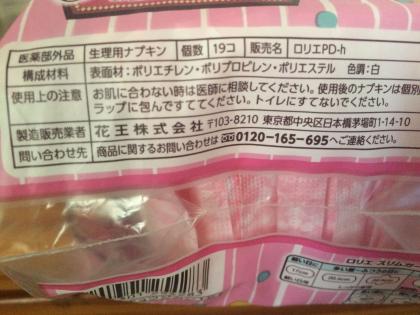 医薬部外品 生理用ナプキン 個数 19コ 販売名 ロリエPD-h
構成材料 表面材:ポリエチレン・ポリプロピレン・ポリエステル 色調:白
使用上の注意 お肌に合わない時は医師に相談してください。使用後のナプキンは個別
ラップに包んですててください。トイレにすてないでください。
製造販売業者 花王株式会社 〒103-8210 東京都中央区日本橋茅場町1-14-10
問い合わせ先 商品に関するお問い合わせは 0120-165-695へご連絡ください。
ロリエ スリムガー